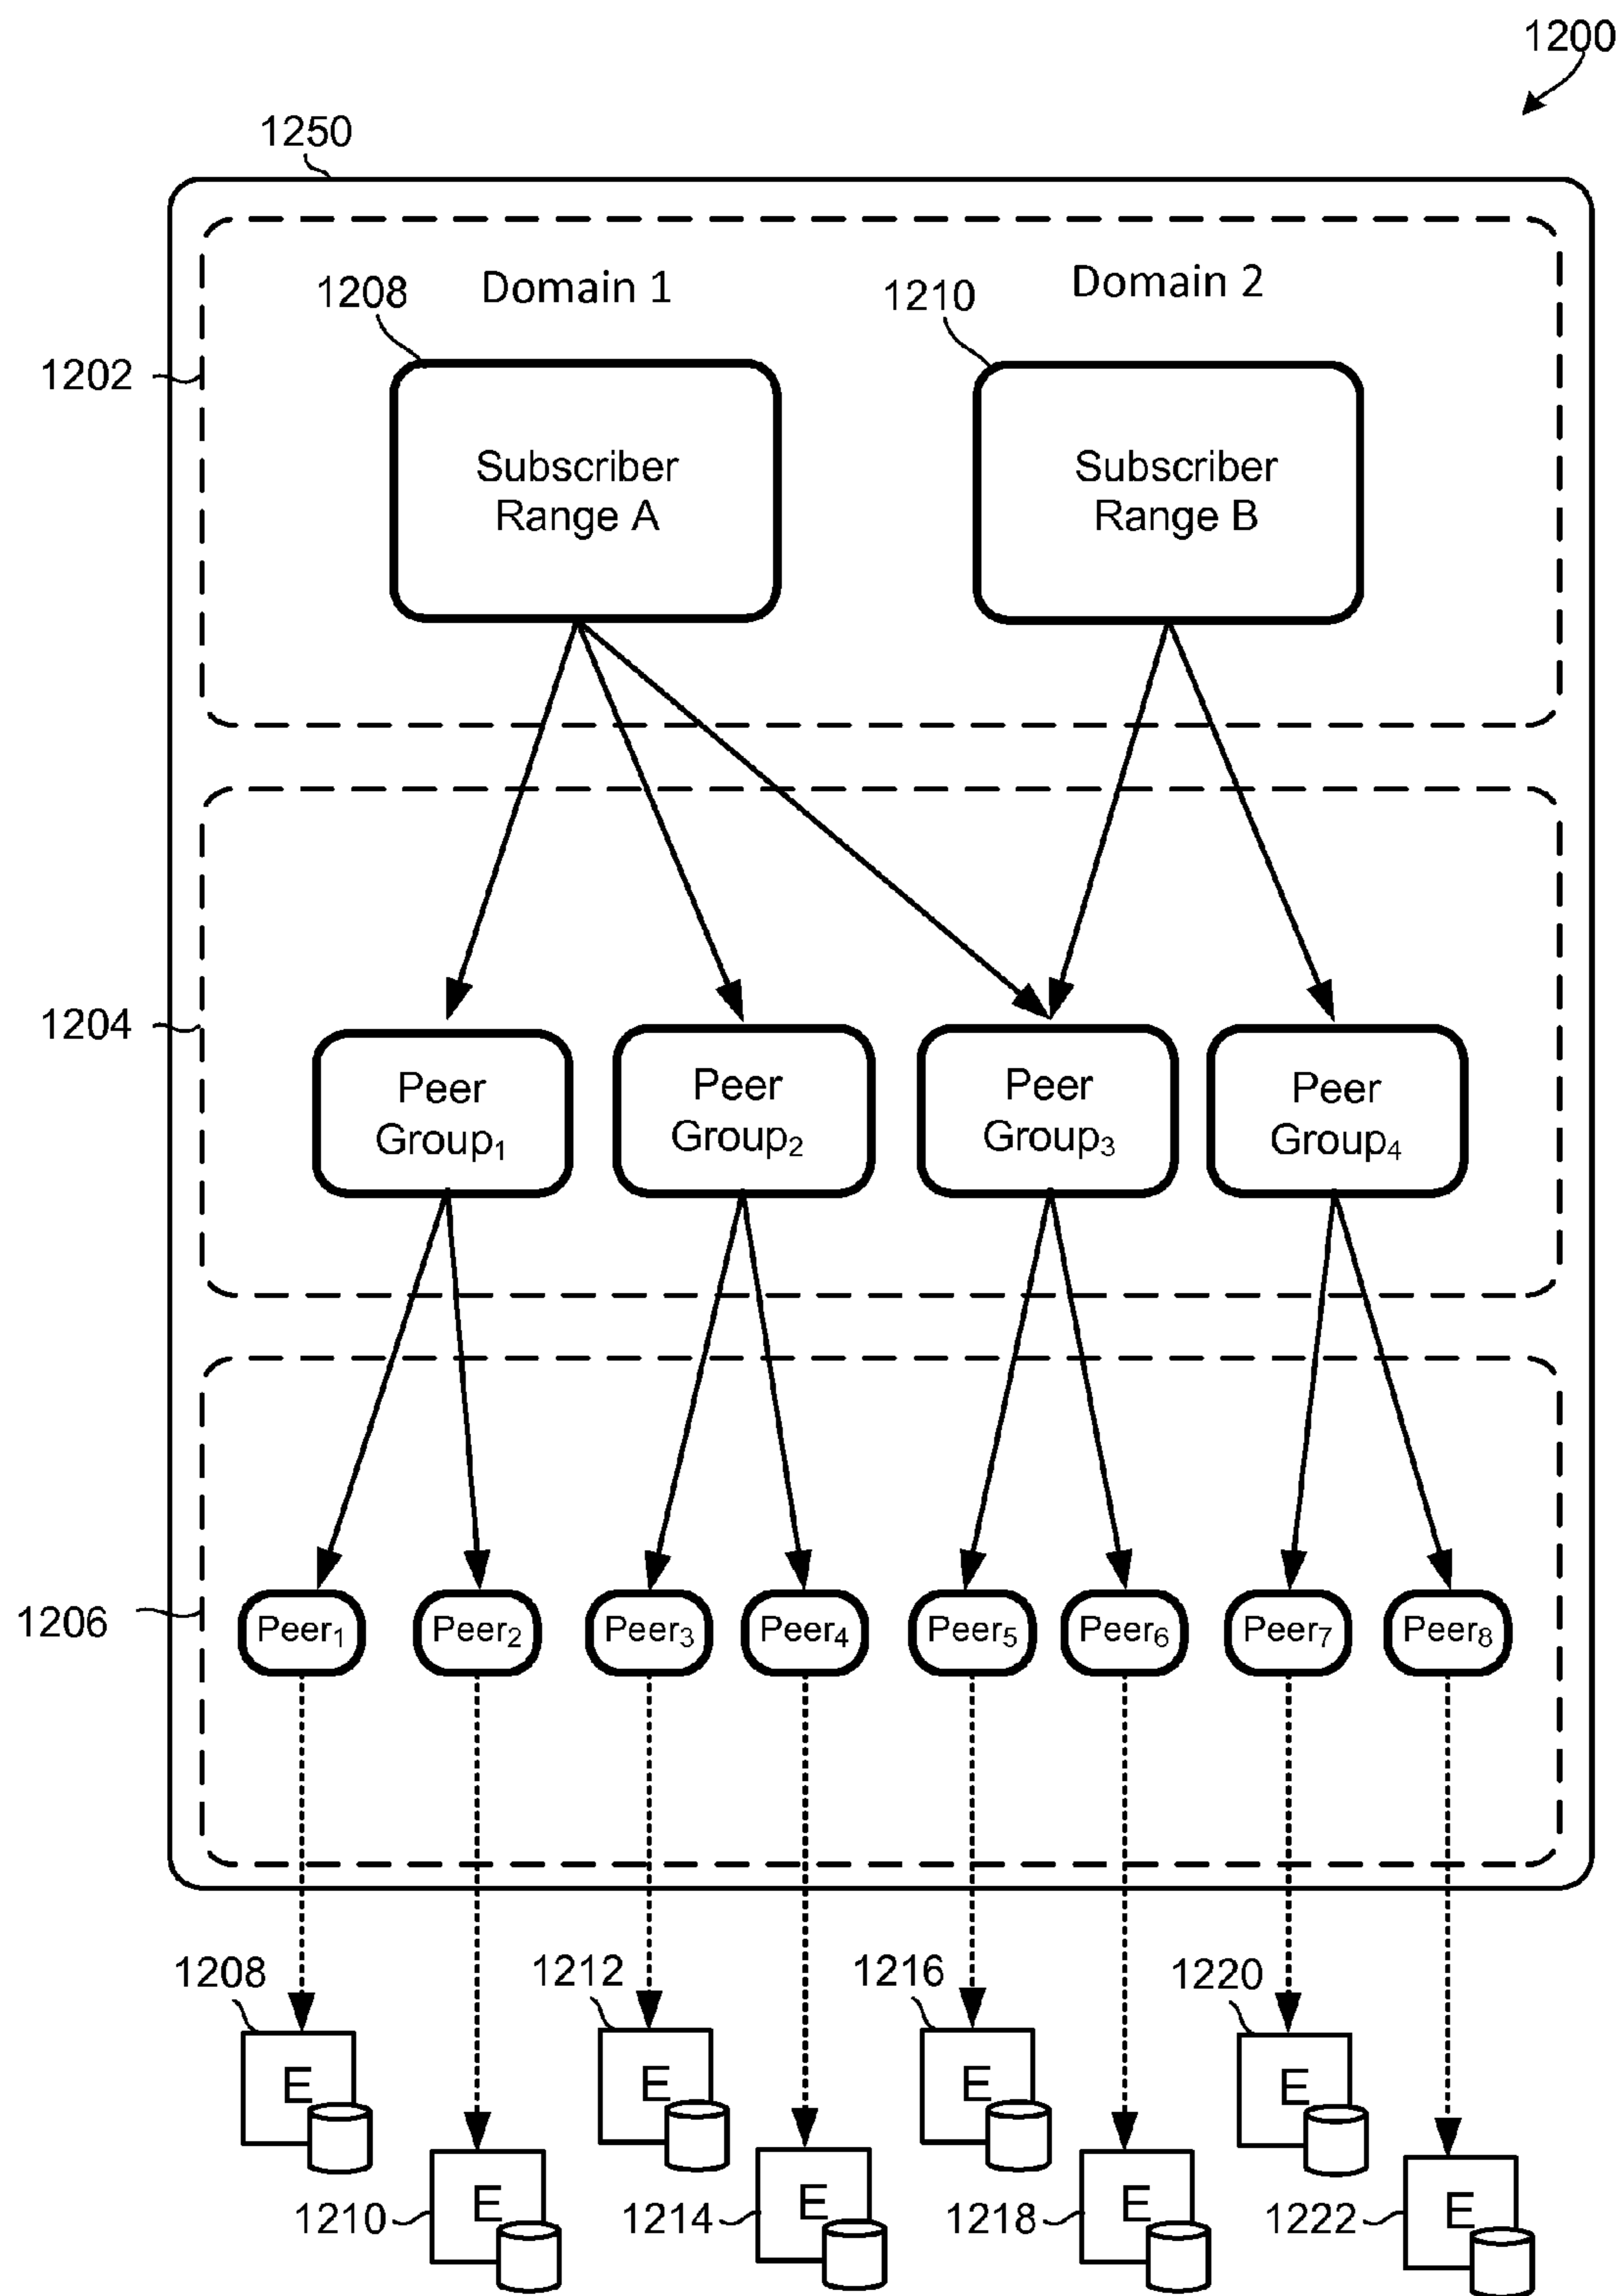 1200
1250
1208 Domain 1 1210 Domain 2
1202
Subscriber Subscriber
Range A Range B
1204
Peer Peer Peer Peer
Group₁ Group₂ Group₃ Group₄
1206
Peer₁ Peer₂ Peer₃ Peer₄ Peer₅ Peer₆ Peer₇ Peer₈
1208 1212 1216 1220
E E E E
1210 E 1214 E 1218 E 1222 E